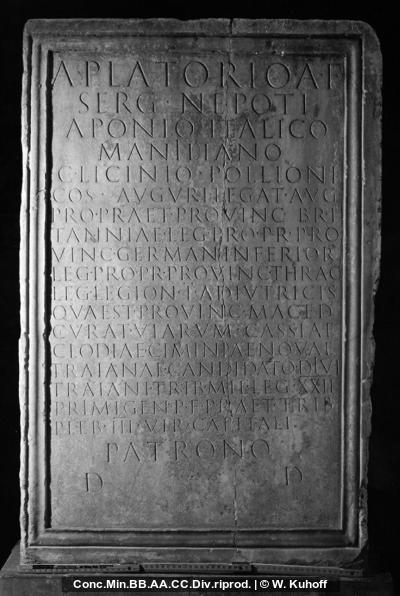 A·PLATORIO A F
SERG·NEPOTI
APONIO·ITALICO
MANILIANO
C·LICINIO·POLLIONI
COS·AVGVRI·LEGAT·AVG
PRO·PRAET·PROVINC·BRI
TANNIAE·LEG·PRO·PR·PRO
VINC·GERMAN·INFERIOR
LEG·PRO·PR·PROVINC·THRAC
LEG·LEGION·I·ADIVTRICIS
QVAEST·PROVINC·MACED
CVRAT·VIARVM·CASSIAE
CLODIAE·CIMINIAE·NOVAE
TRAIANAE·CANDIDATO·DIVI
TRAIANI·TRIB·MIL·LEG·XXII
PRIMIGEN·P·F·PRAET·TRIB
PLEB·III·VIR·CAPITALI
PATRONO
D D
Conc.Min.BB.AA.CC.Div.riprod. | © W. Kuhoff